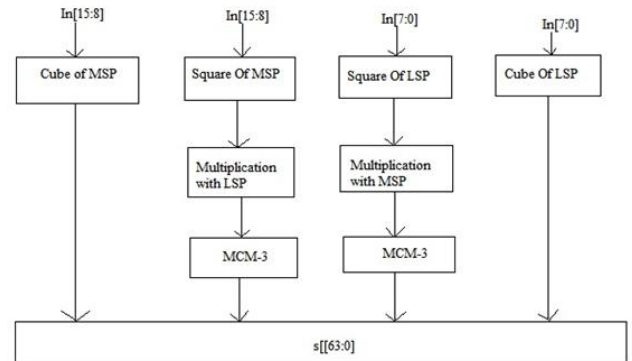 In[15:8]
In[15:8]
In[7:0]
In[7:0]
Cube of MSP
Square Of MSP
Square Of LSP
Cube Of LSP
Multiplication
with LSP
Multiplication
with MSP
MCM-3
MCM-3
s[[63:0]